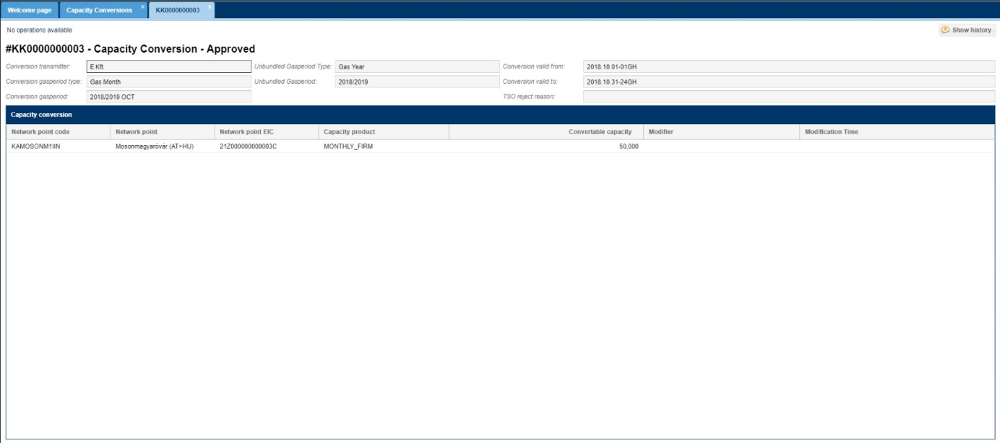 Welcome page Capacity Conversions × KK0000000003 ×
No operations available Show history
#KK0000000003 - Capacity Conversion - Approved
Conversion transmitter: E Kft. Unbundled Gasperiod Type: Gas Year Conversion valid from: 2018.10.01-01GH
Conversion gasperiod type: Gas Month Unbundled Gasperiod: 2018/2019 Conversion valid to: 2018.10.31-24GH
Conversion gasperiod: 2018/2019 OCT TSO reject reason:
Capacity conversion
Network point code Network point Network point EIC Capacity product Convertable capacity Modifier Modification Time
KAMOSONM1IIN Mosonmagyaróvár (AT>HU) 21Z000000000003C MONTHLY_FIRM 50,000